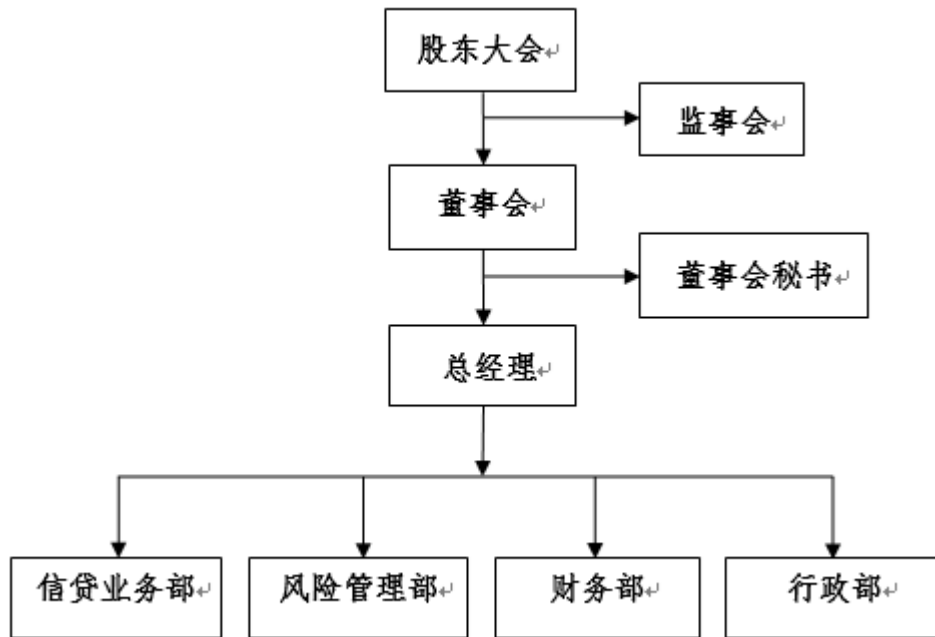 股东大会
监事会
董事会
董事会秘书
总经理
信贷业务部
风险管理部
财务部
行政部